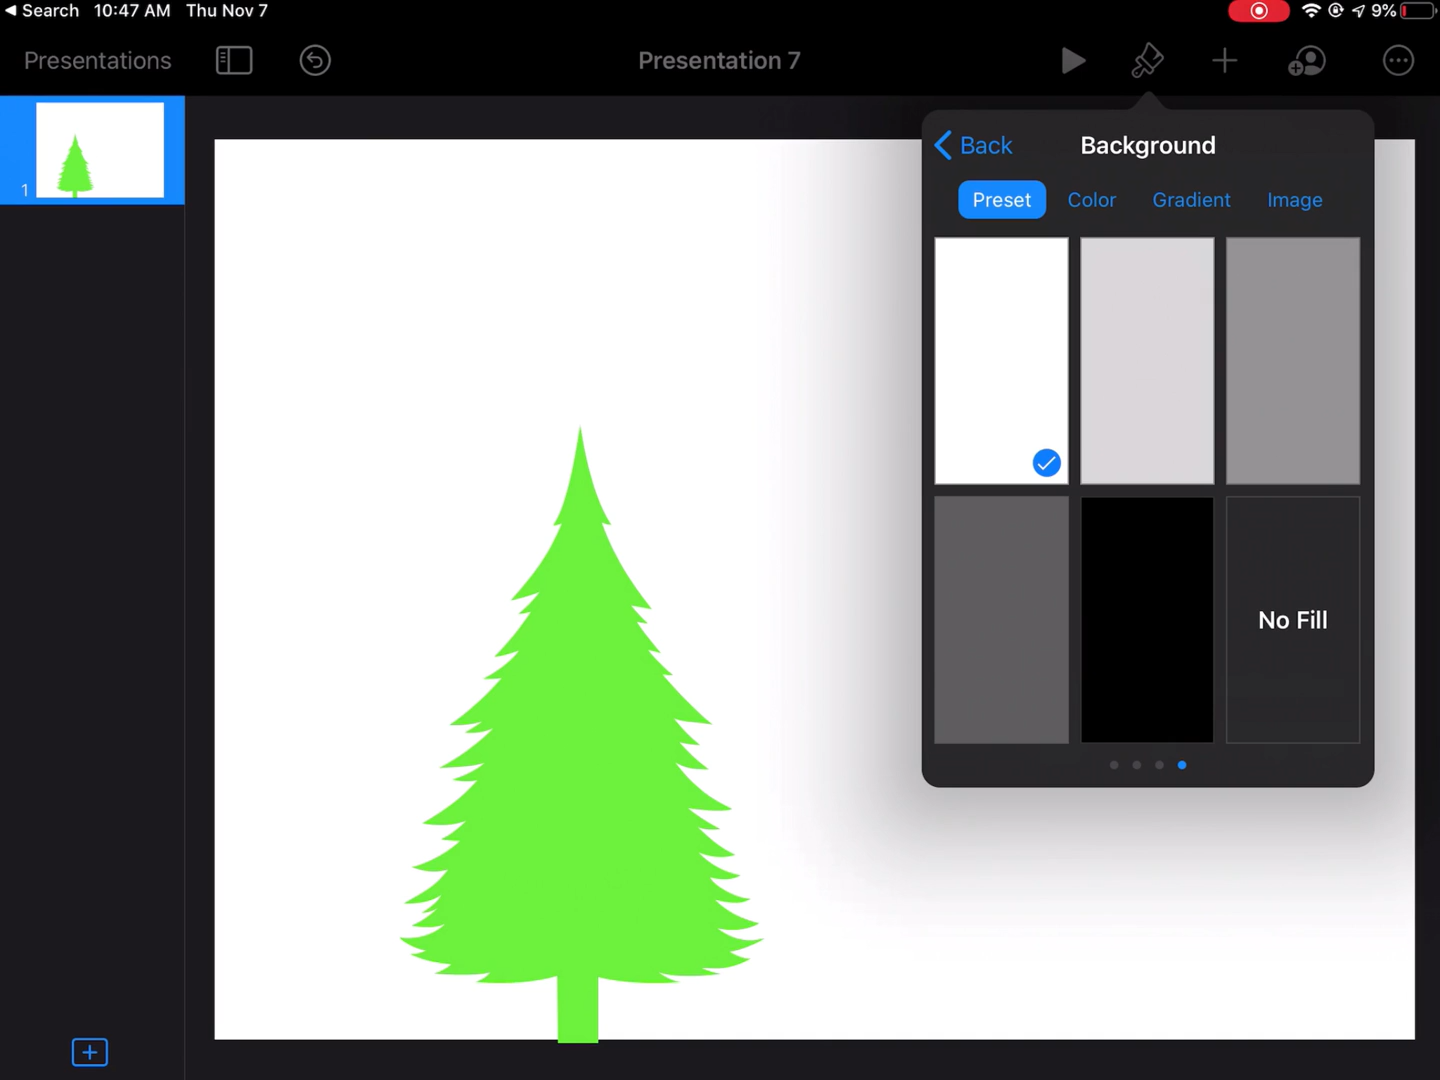 Search 10:47 AM Thu Nov 7 9%
Presentations Presentation 7
1
Back Background
Preset Color Gradient Image
No Fill